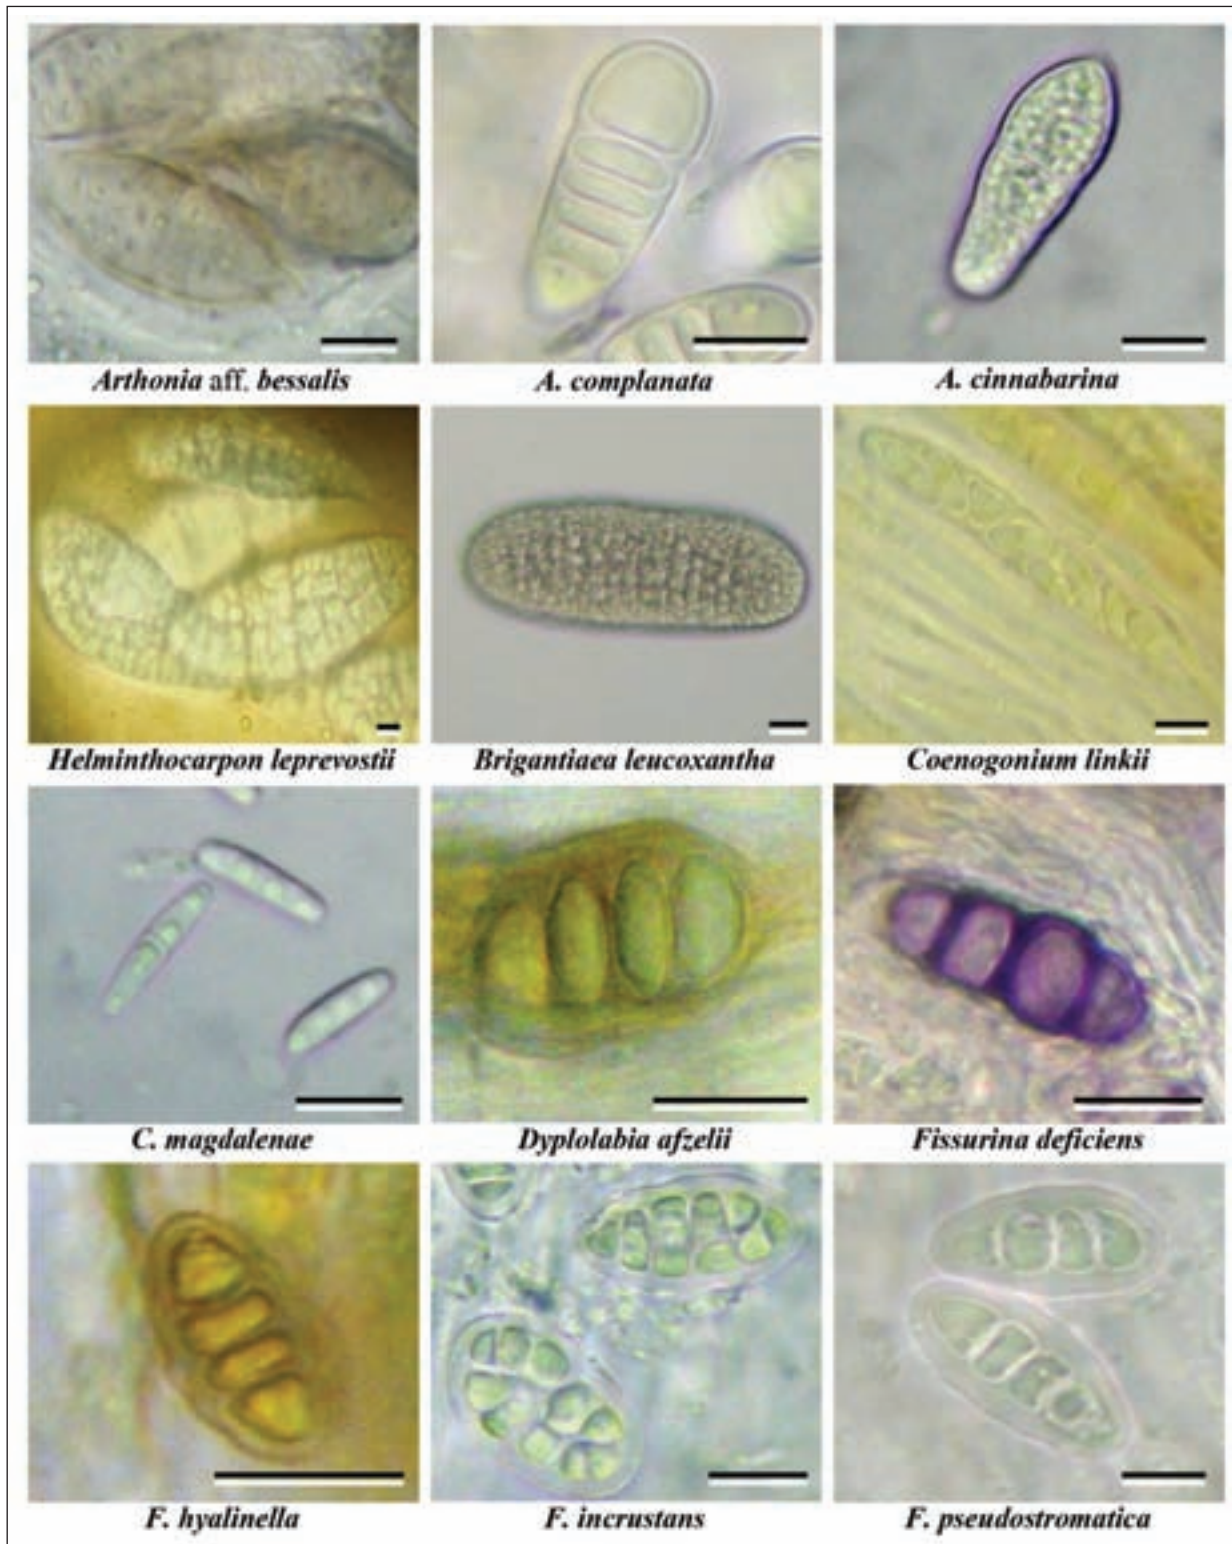 Arthonia aff. bessalis
A. complanata
A. cinnabarina
Helminthocarpon leprevostii
Brigantiaea leucoxantha
Coenogonium linkii
C. magdalenae
Dyplolabia afzelii
Fissurina deficiens
F. hyalinella
F. incrustans
F. pseudostromatica